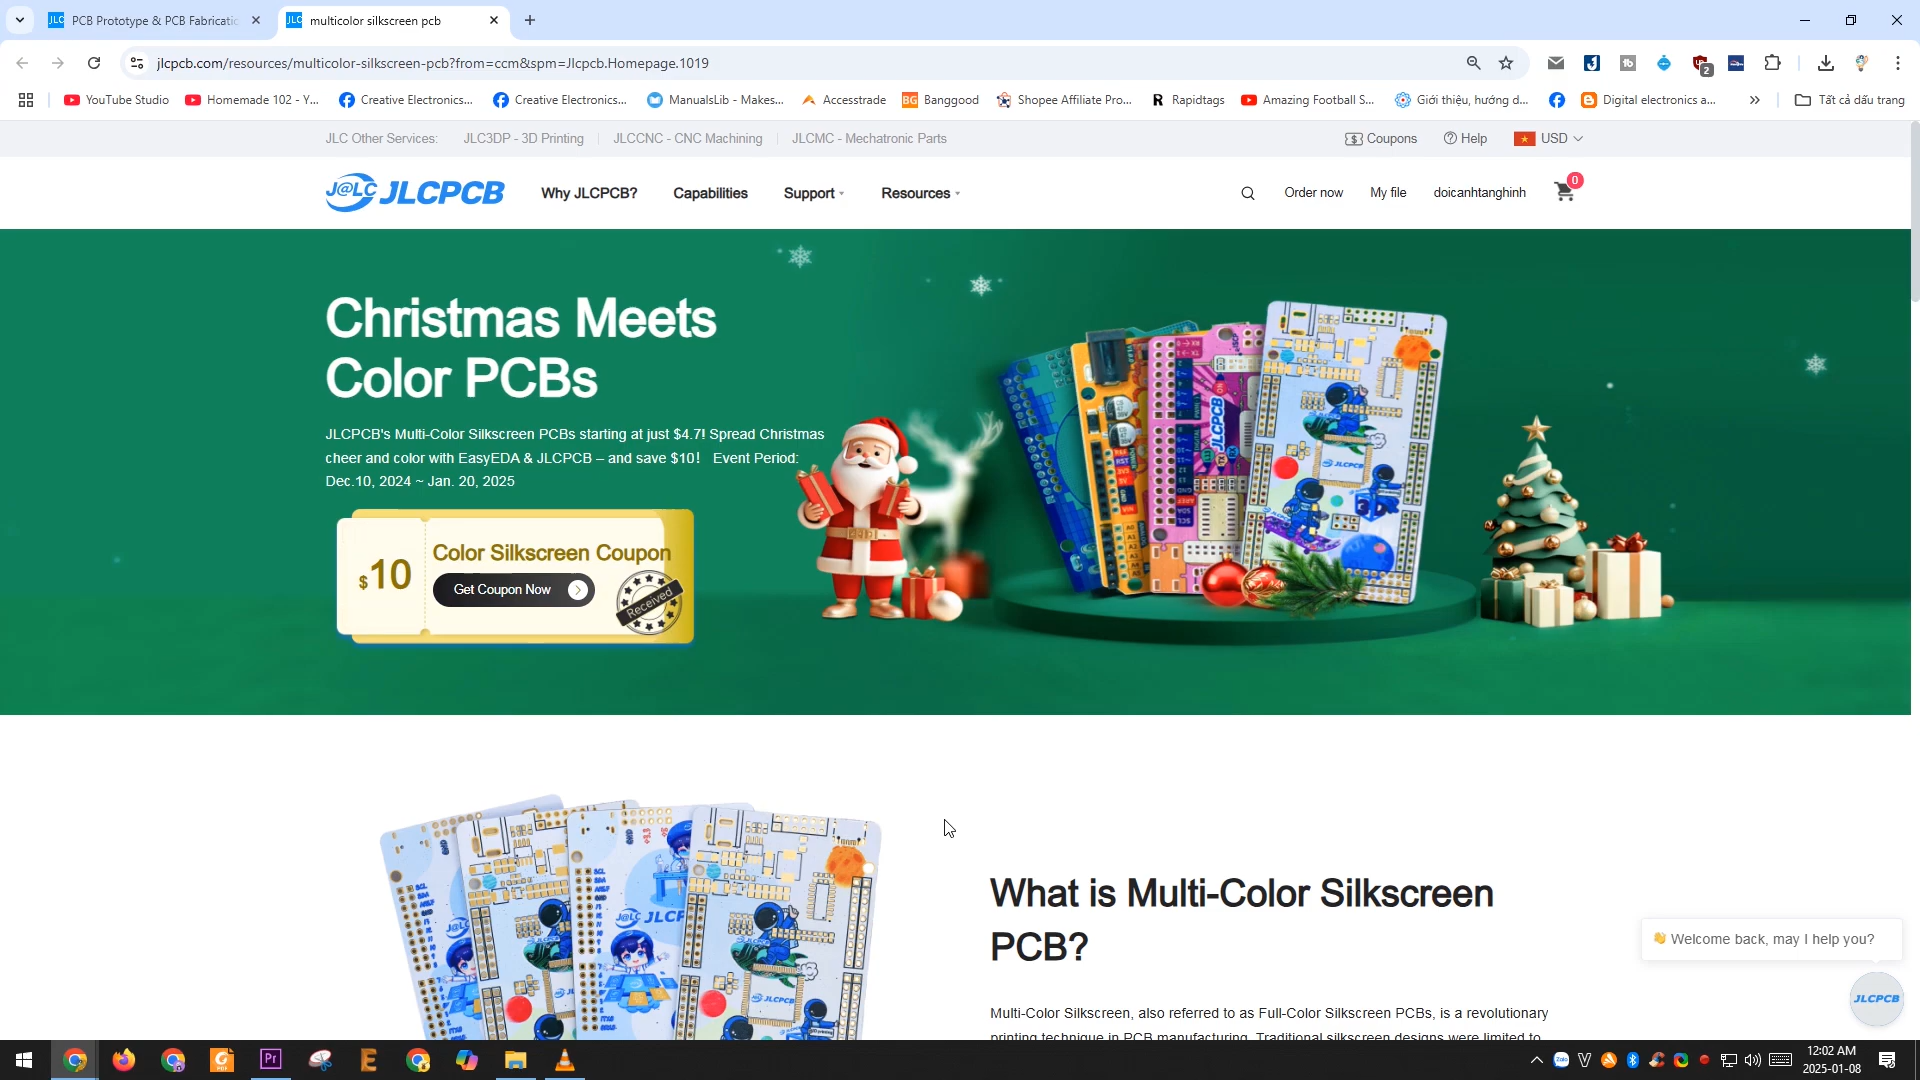 PCB Prototype & PCB Fabricatio
multicolor silkscreen pcb
jlcpcb.com/resources/multicolor-silkscreen-pcb?from=ccm&spm=Jlcpcb.Homepage.1019
YouTube Studio
Homemade 102 - Y...
Creative Electronics...
Creative Electronics...
ManualsLib - Makes...
Accesstrade
Banggood
Shopee Affiliate Pro...
Rapidtags
Amazing Football S...
Giới thiệu, hướng d...
Digital electronics a...
Tất cả dấu trang
JLC Other Services:
JLC3DP - 3D Printing
JLCCNC - CNC Machining
JLCMC - Mechatronic Parts
Coupons
Help
USD
J@LC JLCPCB
Why JLCPCB?
Capabilities
Support
Resources
Order now
My file
doicanhtanghinh
0
Christmas Meets
Color PCBs
JLCPCB's Multi-Color Silkscreen PCBs starting at just $4.7! Spread Christmas
cheer and color with EasyEDA & JLCPCB – and save $10! Event Period:
Dec.10, 2024 ~ Jan. 20, 2025
$10
Color Silkscreen Coupon
Get Coupon Now
Received
What is Multi-Color Silkscreen
PCB?
Multi-Color Silkscreen, also referred to as Full-Color Silkscreen PCBs, is a revolutionary
printing technique in PCB manufacturing. Traditional silkscreen designs were limited to
👋 Welcome back, may I help you?
JLCPCB
12:02 AM
2025-01-08